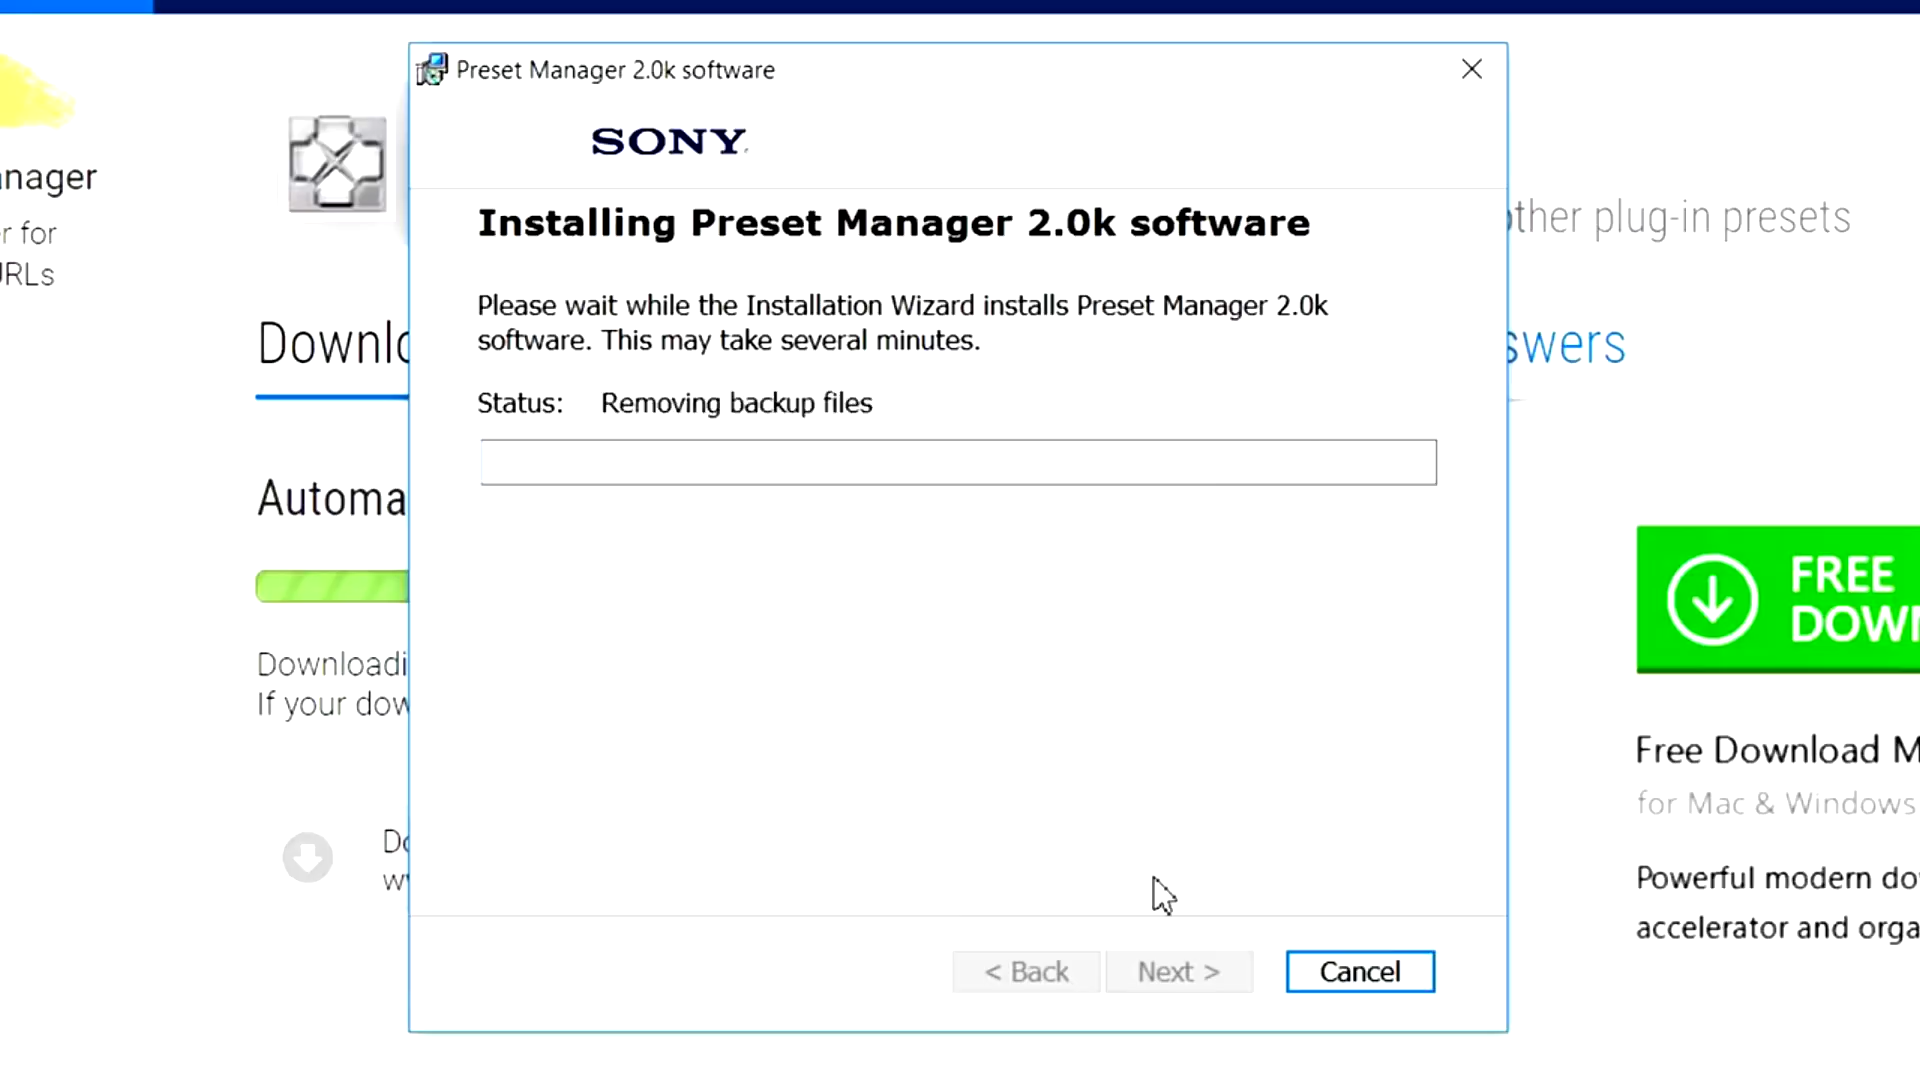 Preset Manager 2.0k software
SONY
nager
r for
RLs
Installing Preset Manager 2.0k software
ther plug-in presets
Please wait while the Installation Wizard installs Preset Manager 2.0k
software. This may take several minutes.
Downlo
swers
Status: Removing backup files
Automa
FREE
DOWN
Downloadi
If your dow
Free Download M
for Mac & Windows
Do
w
Powerful modern do
accelerator and orga
< Back
Next >
Cancel